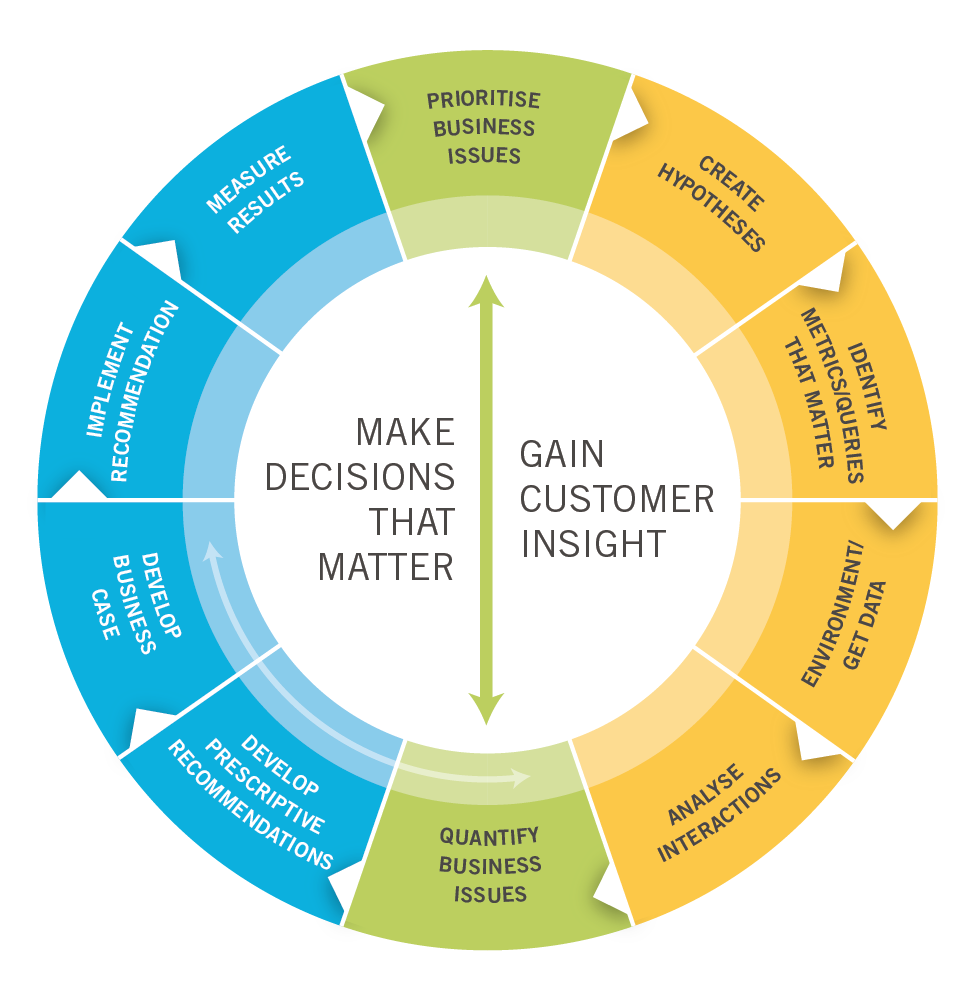 PRIORITISE
BUSINESS
ISSUES
CREATE
HYPOTHESES
IDENTIFY
METRICS/QUERIES
THAT MATTER
ENVIRONMENT/
GET DATA
ANALYSE
INTERACTIONS
QUANTIFY
BUSINESS
ISSUES
DEVELOP
PRESCRIPTIVE
RECOMMENDATIONS
DEVELOP
BUSINESS
CASE
IMPLEMENT
RECOMMENDATION
MEASURE
RESULTS
MAKE
DECISIONS
THAT
MATTER
GAIN
CUSTOMER
INSIGHT